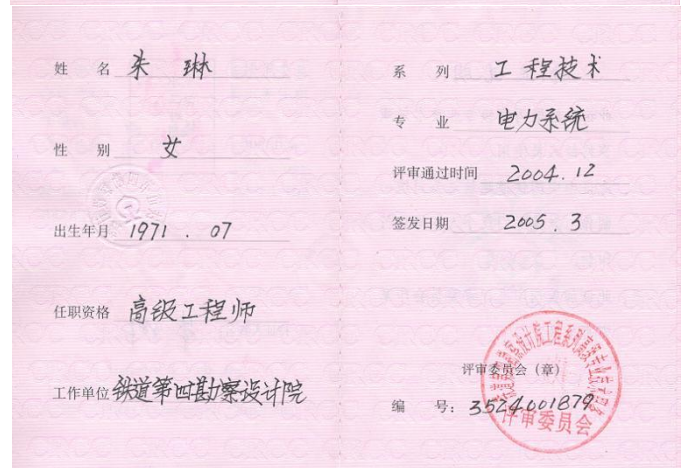 姓 名 朱 琳
性 别 女
出生年月 1971 . 07
任职资格 高级工程师
工作单位 铁道第四勘察设计院
系 列 工程技术
专 业 电力系统
评审通过时间 2004.12
签发日期 2005.3
评审委员会（章）
编 号：3524001879
评审委员会